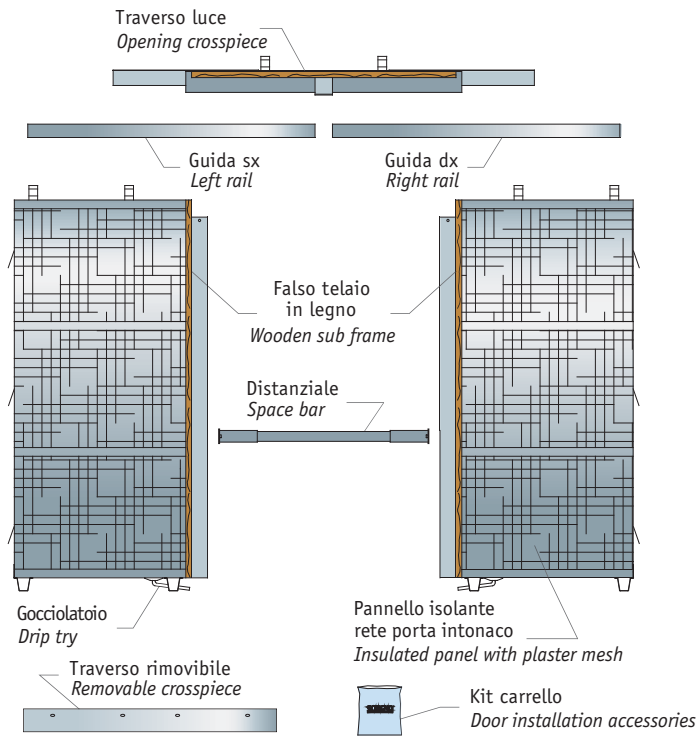 Traverso luce
Opening crosspiece
Guida sx
Left rail
Guida dx
Right rail
Falso telaio
in legno
Wooden sub frame
Distanziale
Space bar
Gocciolatoio
Drip try
Pannello isolante
rete porta intonaco
Insulated panel with plaster mesh
Traverso rimovibile
Removable crosspiece
Kit carrello
Door installation accessories